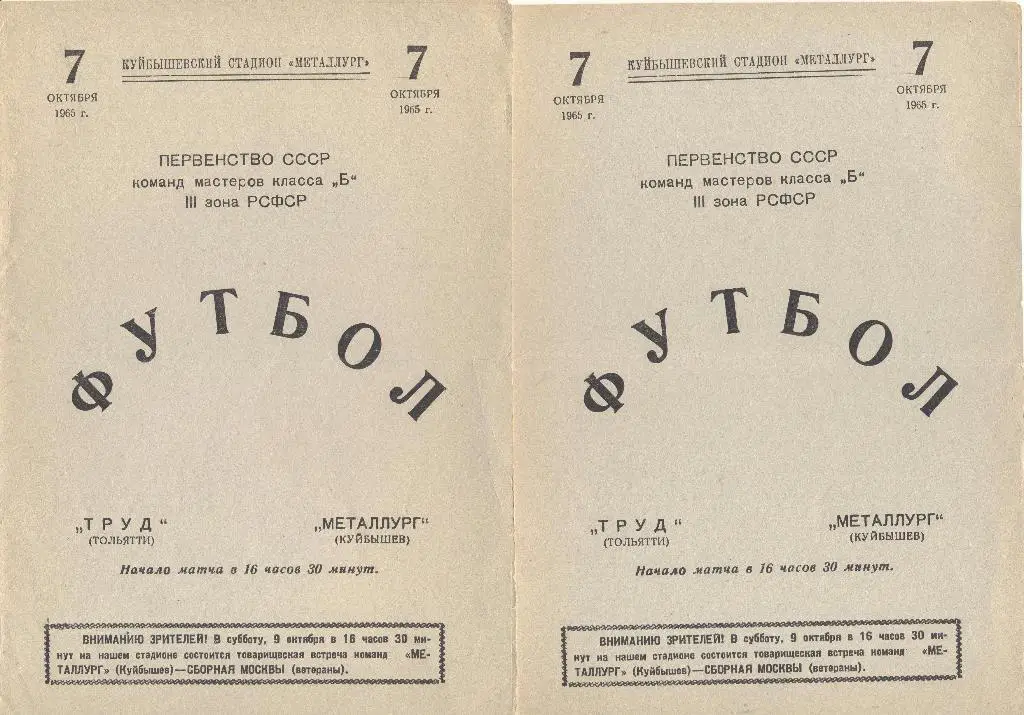 7 КУЙБЫШЕВСКИЙ СТАДИОН «МЕТАЛЛУРГ» 7
ОКТЯБРЯ ОКТЯБРЯ
1965 г. 1965 г.
ПЕРВЕНСТВО СССР
команд мастеров класса „Б“
III зона РСФСР
ФУТБОЛ
„ТРУД“ „МЕТАЛЛУРГ“
(ТОЛЬЯТТИ) (КУЙБЫШЕВ)
Начало матча в 16 часов 30 минут.
ВНИМАНИЮ ЗРИТЕЛЕЙ! В субботу, 9 октября в 16 часов 30 ми-
нут на нашем стадионе состоится товарищеская встреча команд «МЕ-
ТАЛЛУРГ» (Куйбышев)—СБОРНАЯ МОСКВЫ (ветераны).
7 КУЙБЫШЕВСКИЙ СТАДИОН «МЕТАЛЛУРГ» 7
ОКТЯБРЯ ОКТЯБРЯ
1965 г. 1965 г.
ПЕРВЕНСТВО СССР
команд мастеров класса „Б“
III зона РСФСР
ФУТБОЛ
„ТРУД“ „МЕТАЛЛУРГ“
(ТОЛЬЯТТИ) (КУЙБЫШЕВ)
Начало матча в 16 часов 30 минут.
ВНИМАНИЮ ЗРИТЕЛЕЙ! В субботу, 9 октября в 16 часов 30 ми-
нут на нашем стадионе состоится товарищеская встреча команд «МЕ-
ТАЛЛУРГ» (Куйбышев)—СБОРНАЯ МОСКВЫ (ветераны).